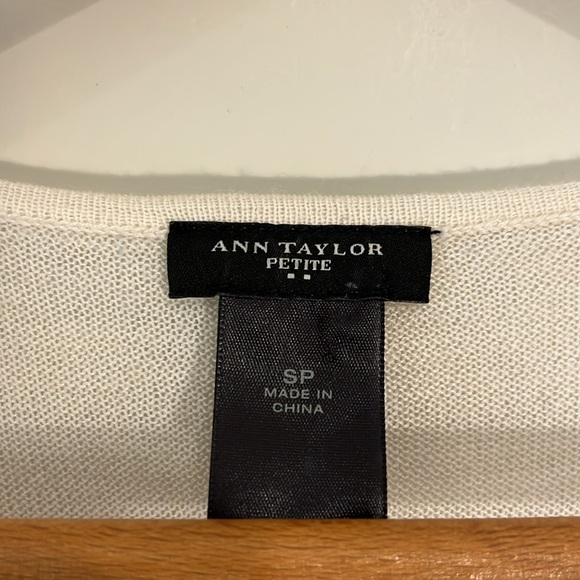 ANN TAYLOR
PETITE
SP
MADE IN
CHINA